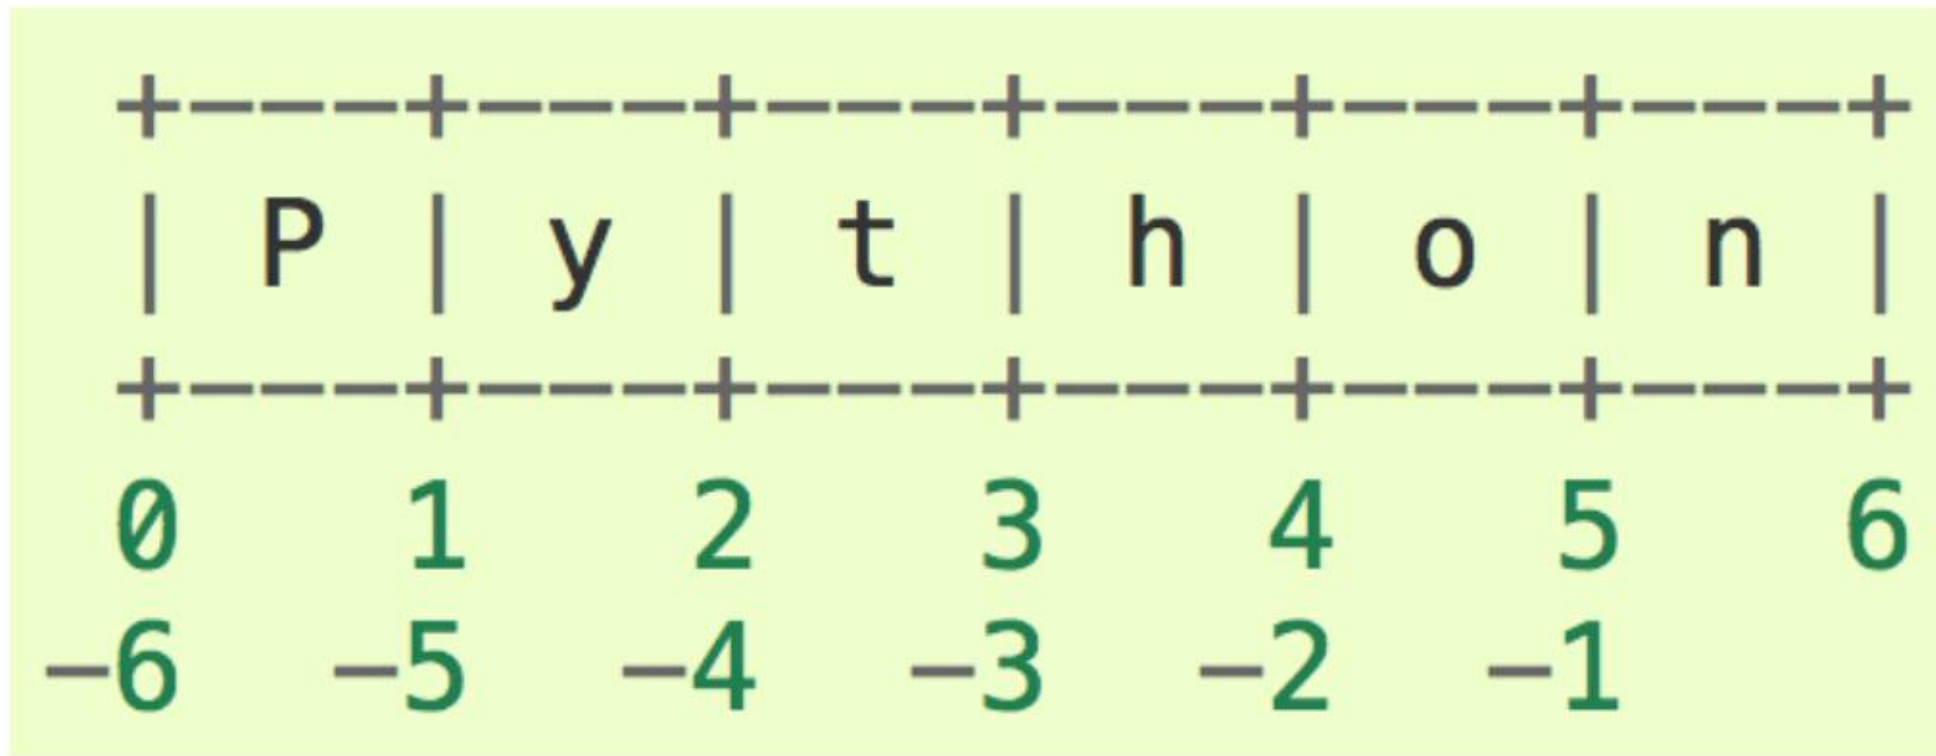 +---+---+---+---+---+---+
| P | y | t | h | o | n |
+---+---+---+---+---+---+
0 1 2 3 4 5 6
-6 -5 -4 -3 -2 -1